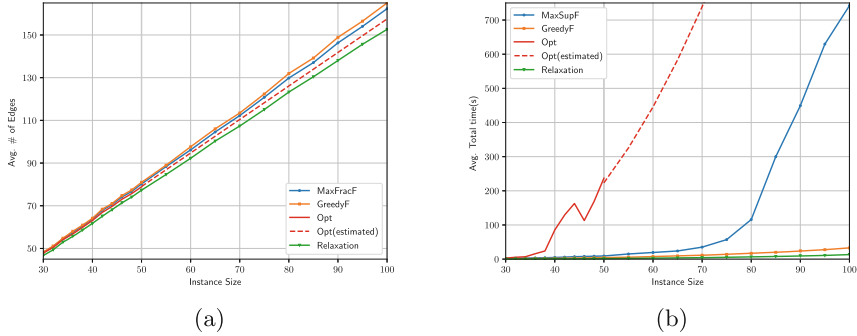 150
130
110
90
70
50
Avg. # of Edges
30 40 50 60 70 80 90 100
Instance Size
MaxFracF
GreedyF
Opt
Opt(estimated)
Relaxation
(a)
700
600
500
400
300
200
100
0
Avg. Total time(s)
30 40 50 60 70 80 90 100
Instance Size
MaxSupF
GreedyF
Opt
Opt(estimated)
Relaxation
(b)